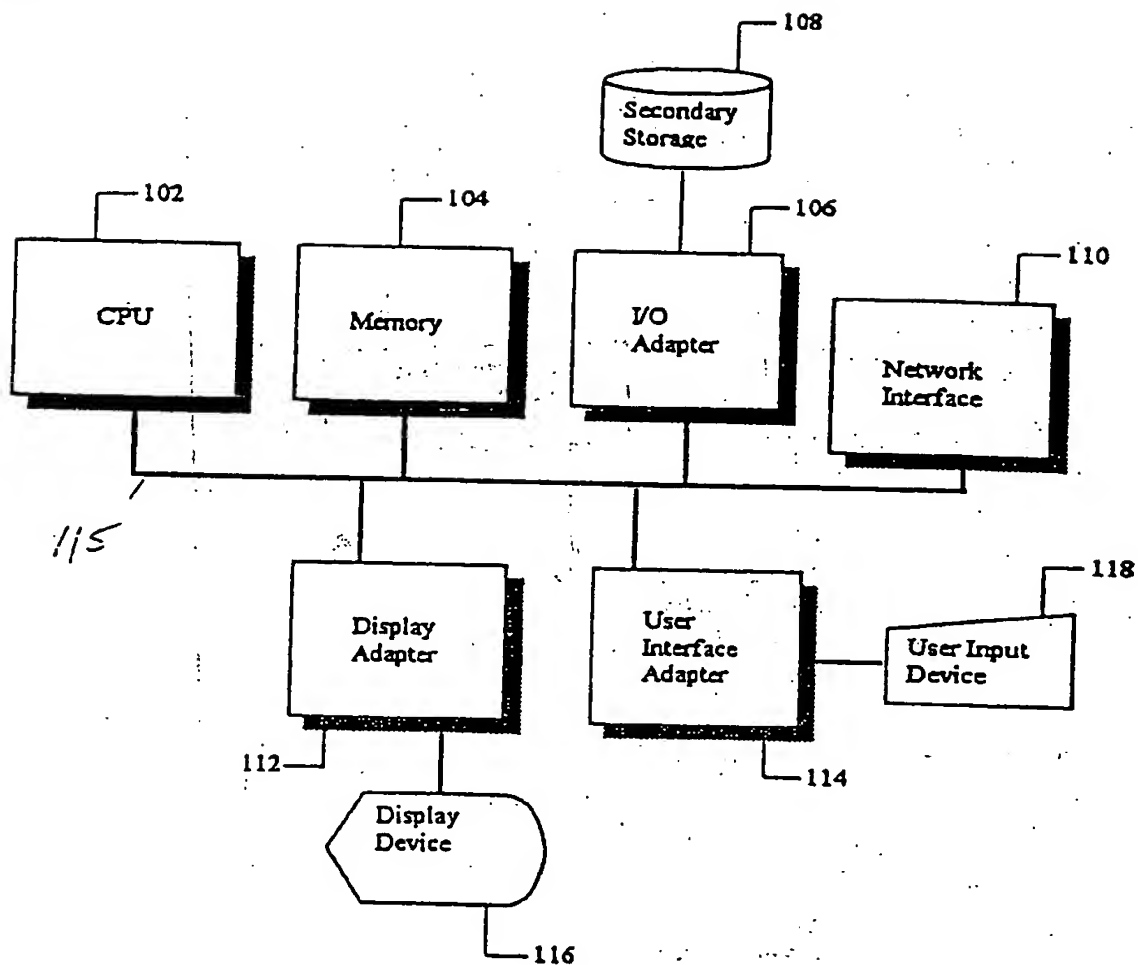 108
Secondary
Storage
102
104
106
110
CPU
Memory
I/O
Adapter
Network
Interface
115
118
Display
Adapter
User
Interface
Adapter
User Input
Device
112
114
Display
Device
116